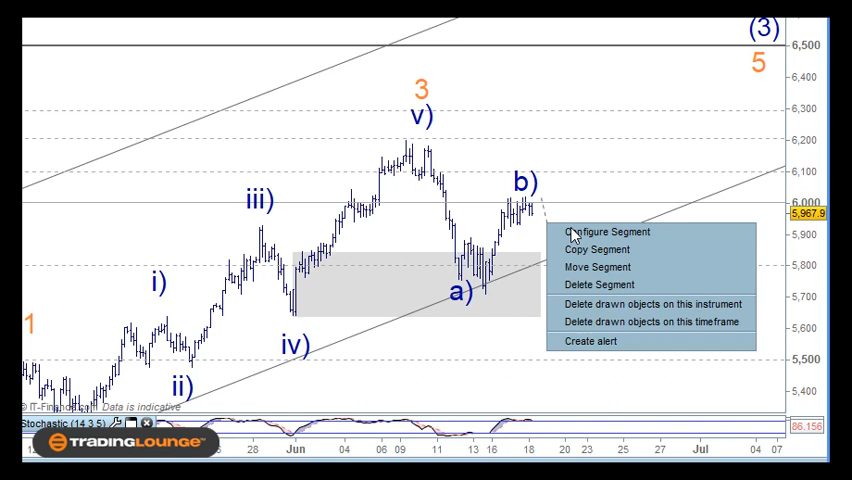 (3)
6,500
5
6,400
3
6,300
v)
6,200
6,100
b)
iii)
6,000
5,967.9
Configure Segment
5,900
Copy Segment
Move Segment
5,800
i)
a)
Delete Segment
Delete drawn objects on this instrument
5,700
1
Delete drawn objects on this timeframe
5,600
iv)
Create alert
5,500
ii)
5,400
© IT-Finance.com Data is indicative
Stochastic (14,3,5)
86.156
TRADINGLOUNGE™
28 Jun 04 08 09 11 14 16 18 20 23 25 27 Jul 04 07